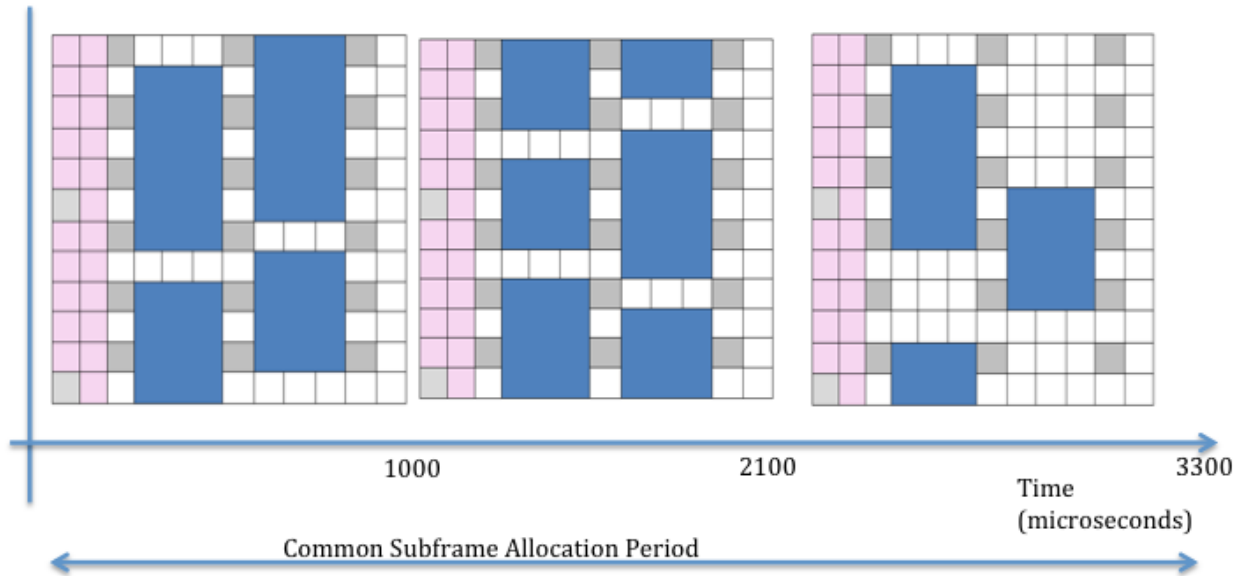 1000
2100
3300
Time
(microseconds)
Common Subframe Allocation Period